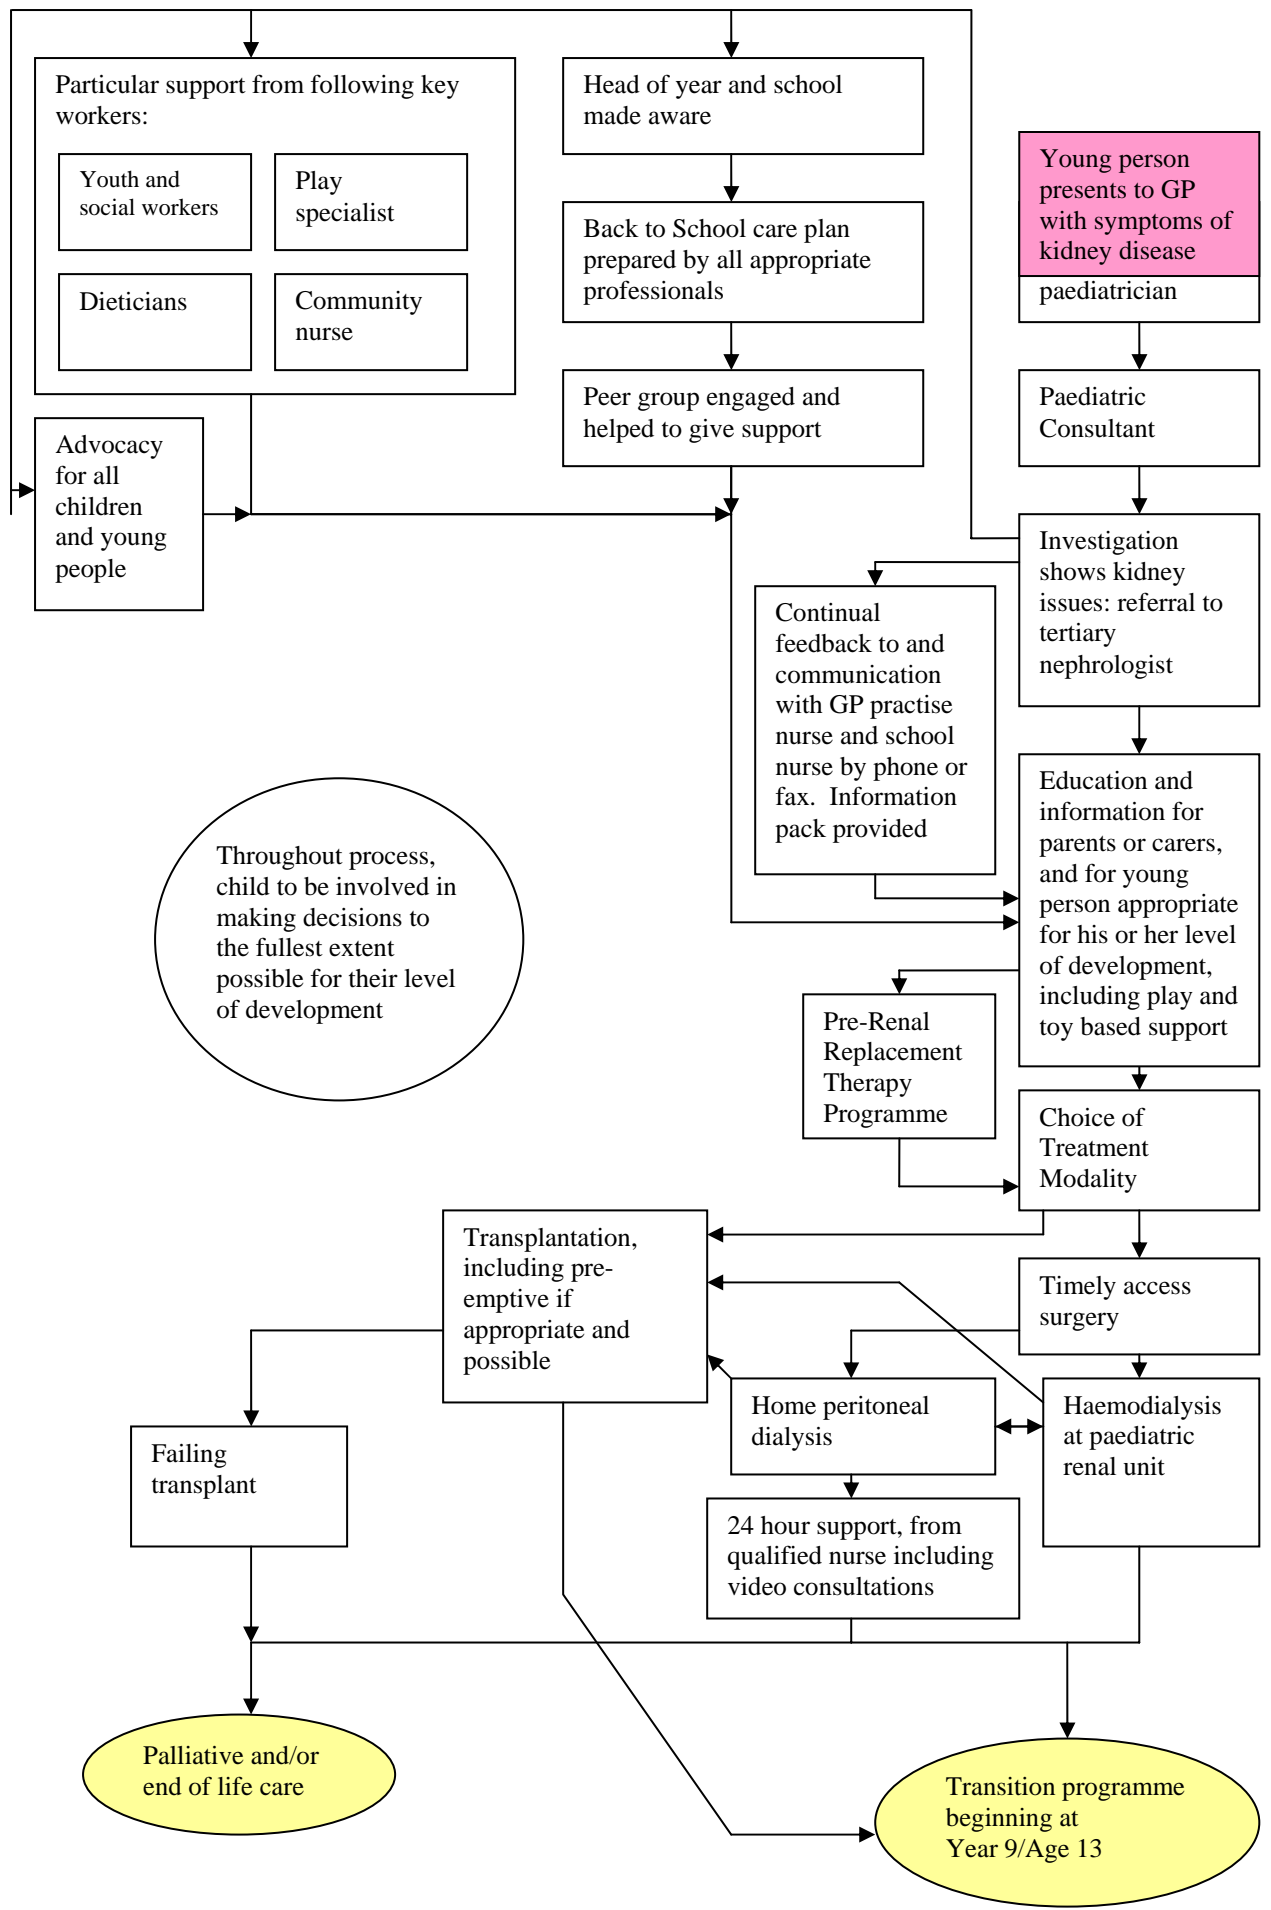 Particular support from following key
workers:
Youth and
social workers
Play
specialist
Dieticians
Community
nurse
Head of year and school
made aware
Back to School care plan
prepared by all appropriate
professionals
Peer group engaged and
helped to give support
Young person
presents to GP
with symptoms of
kidney disease
paediatrician
Paediatric
Consultant
Advocacy
for all
children
and young
people
Investigation
shows kidney
issues: referral to
tertiary
nephrologist
Continual
feedback to and
communication
with GP practise
nurse and school
nurse by phone or
fax.  Information
pack provided
Education and
information for
parents or carers,
and for young
person appropriate
for his or her level
of development,
including play and
toy based support
Throughout process,
child to be involved in
making decisions to
the fullest extent
possible for their level
of development
Pre-Renal
Replacement
Therapy
Programme
Choice of
Treatment
Modality
Transplantation,
including pre-
emptive if
appropriate and
possible
Timely access
surgery
Home peritoneal
dialysis
Haemodialysis
at paediatric
renal unit
Failing
transplant
24 hour support, from
qualified nurse including
video consultations
Palliative and/or
end of life care
Transition programme
beginning at
Year 9/Age 13